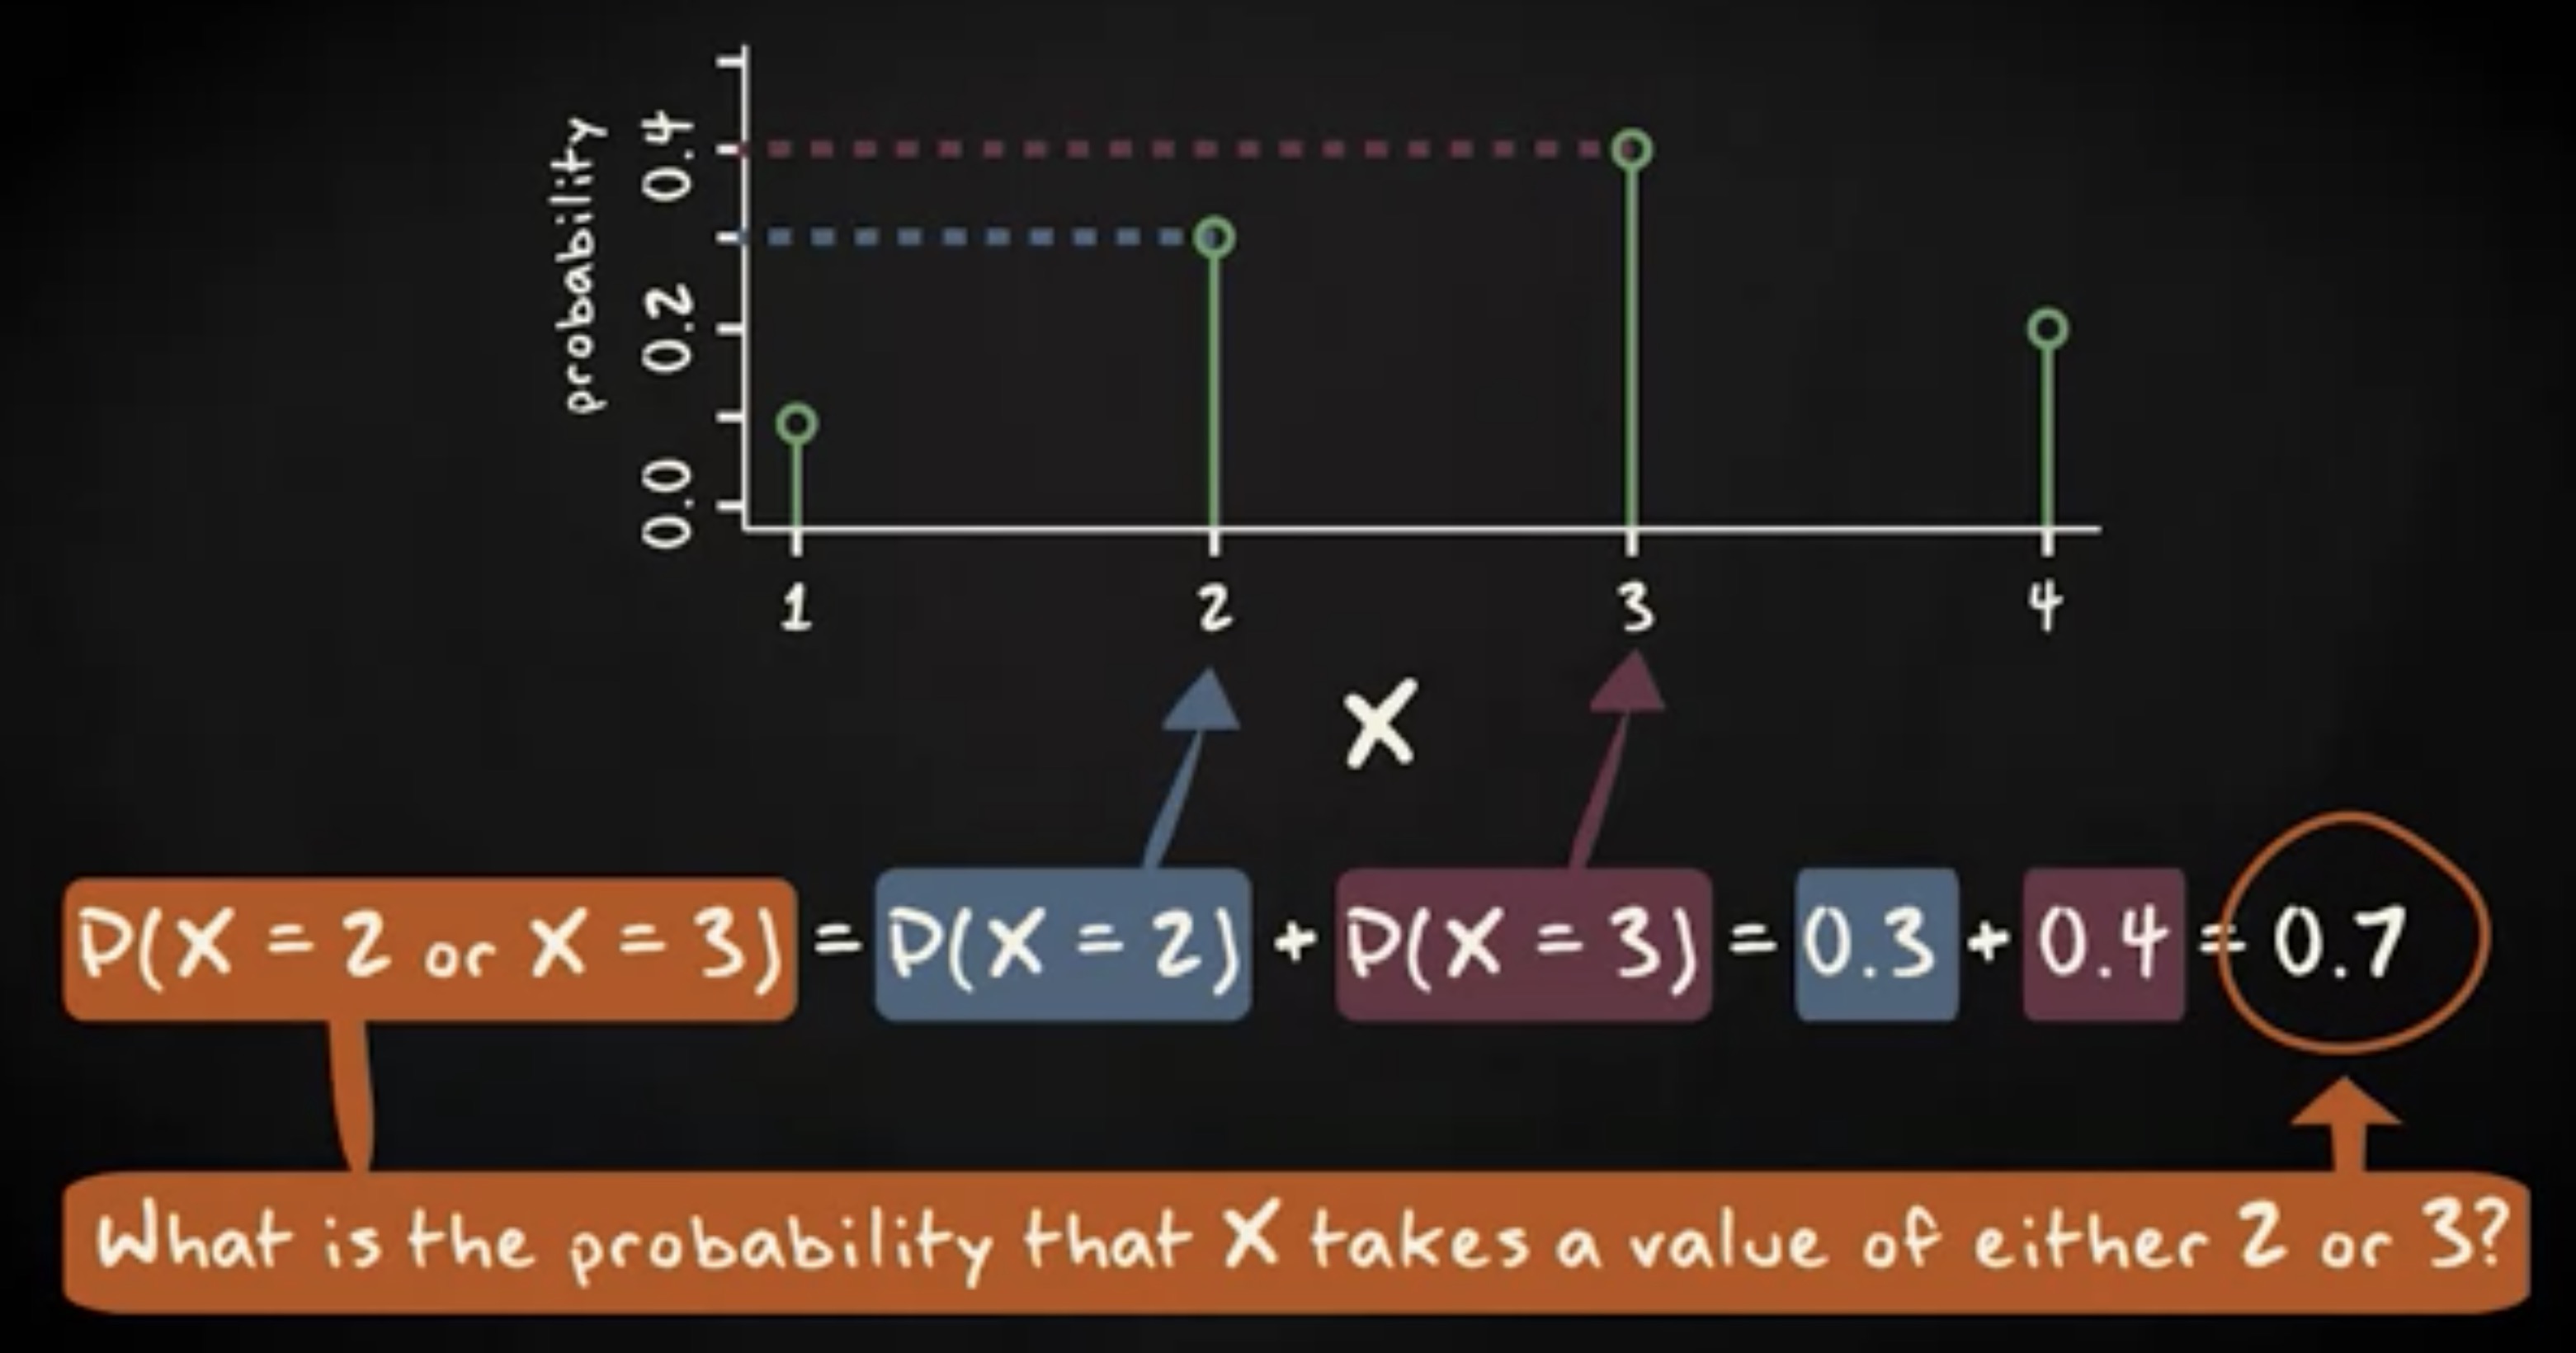 probability
0.4
0.2
0.0
1 2 3 4
X
P(X = 2 or X = 3) = P(X = 2) + P(X = 3) = 0.3 + 0.4 = 0.7
What is the probability that X takes a value of either 2 or 3?